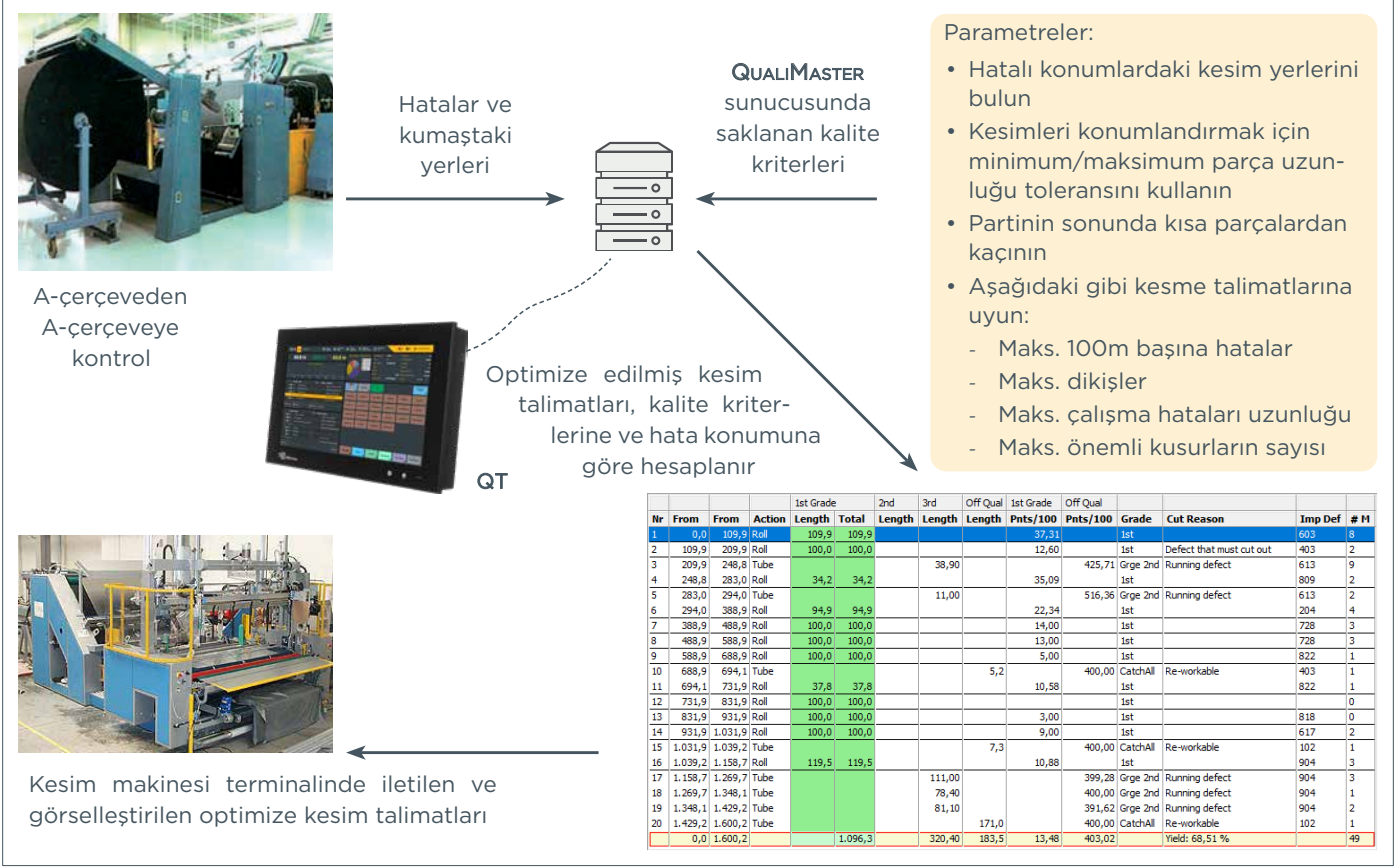 Hatalar ve
kumaştaki
yerleri
QUALIMASTER
sunucusunda
saklanan kalite
kriterleri
Parametreler:
• Hatalı konumlardaki kesim yerlerini
bulun
• Kesimleri konumlandırmak için
minimum/maksimum parça uzun-
luğu toleransını kullanın
• Partinin sonunda kısa parçalardan
kaçının
• Aşağıdaki gibi kesme talimatlarına
uyun:
- Maks. 100m başına hatalar
- Maks. dikişler
- Maks. çalışma hataları uzunluğu
- Maks. önemli kusurların sayısı
A-çerçeveden
A-çerçeveye
kontrol
Optimize edilmiş kesim
talimatları, kalite kriter-
lerine ve hata konumuna
göre hesaplanır
QT
1st Grade 2nd 3rd Off Qual 1st Grade Off Qual
Nr From From Action Length Total Length Length Length Pnts/100 Pnts/100 Grade Cut Reason Imp Def # M
1 0,0 109,9 Roll 109,9 109,9 37,31 1st 603 8
2 109,9 209,9 Roll 100,0 100,0 12,60 1st Defect that must cut out 403 2
3 209,9 248,8 Tube 38,90 425,71 Grge 2nd Running defect 613 9
4 248,8 283,0 Roll 34,2 34,2 35,09 1st 809 2
5 283,0 294,0 Tube 11,00 516,36 Grge 2nd Running defect 613 2
6 294,0 388,9 Roll 94,9 94,9 22,34 1st 204 4
7 388,9 488,9 Roll 100,0 100,0 14,00 1st 728 3
8 488,9 588,9 Roll 100,0 100,0 13,00 1st 728 3
9 588,9 688,9 Roll 100,0 100,0 5,00 1st 822 1
10 688,9 694,1 Tube 5,2 400,00 CatchAll Re-workable 403 1
11 694,1 731,9 Roll 37,8 37,8 10,58 1st 822 1
12 731,9 831,9 Roll 100,0 100,0 1st 0
13 831,9 931,9 Roll 100,0 100,0 3,00 1st 818 0
14 931,9 1.031,9 Roll 100,0 100,0 9,00 1st 617 2
15 1.031,9 1.039,2 Tube 7,3 400,00 CatchAll Re-workable 102 1
16 1.039,2 1.158,7 Roll 119,5 119,5 10,88 1st 904 3
17 1.158,7 1.269,7 Tube 111,00 399,28 Grge 2nd Running defect 904 3
18 1.269,7 1.348,1 Tube 78,40 400,00 Grge 2nd Running defect 904 1
19 1.348,1 1.429,2 Tube 81,10 391,62 Grge 2nd Running defect 904 2
20 1.429,2 1.600,2 Tube 171,0 400,00 CatchAll Re-workable 102 1
0,0 1.600,2 1.096,3 320,40 183,5 13,48 403,02 Yield: 68,51 % 49
Kesim makinesi terminalinde iletilen ve
görselleştirilen optimize kesim talimatları